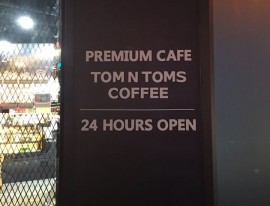 PREMIUM CAFE
TOM N TOMS
COFFEE
24 HOURS OPEN